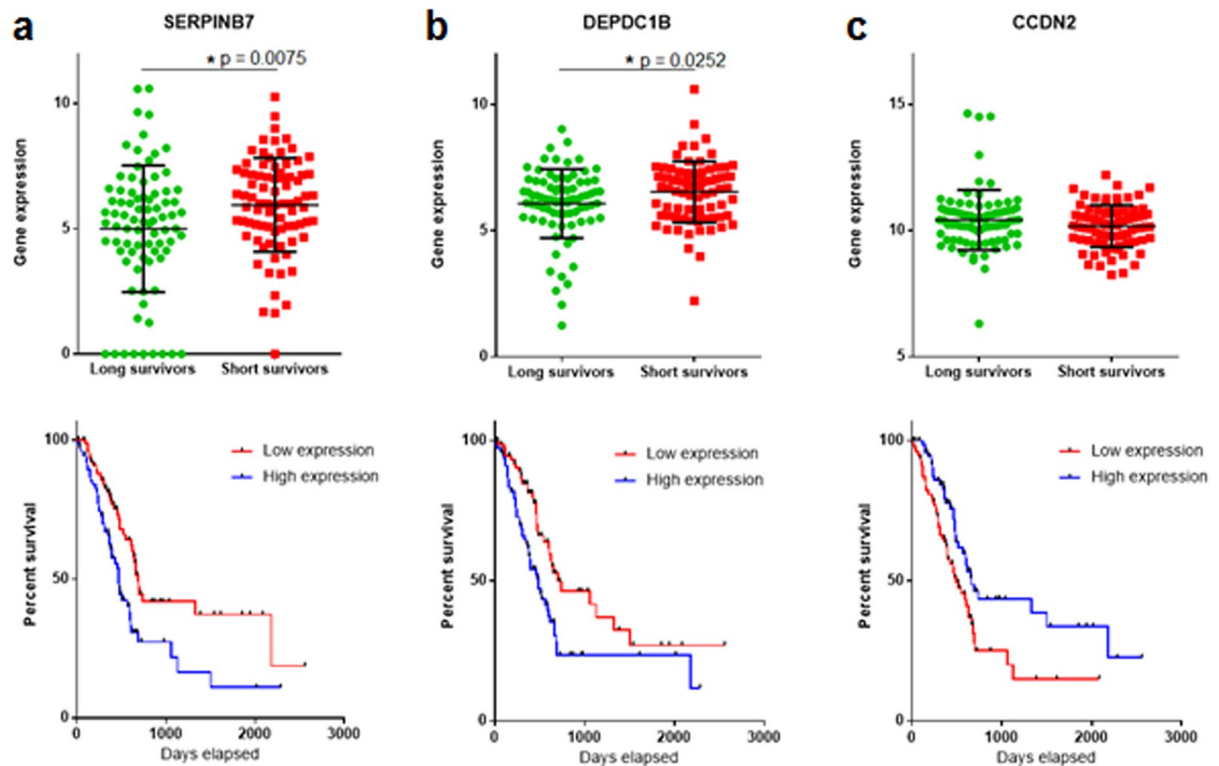 a
SERPINB7
* p = 0.0075
10
5
0
Gene expression
Long survivors
Short survivors
b
DEPDC1B
* p = 0.0252
10
5
0
Gene expression
Long survivors
Short survivors
c
CCDN2
15
10
5
Gene expression
Long survivors
Short survivors
100
50
0
Percent survival
Low expression
High expression
0
1000
2000
3000
Days elapsed
100
50
0
Percent survival
Low expression
High expression
0
1000
2000
3000
Days elapsed
100
50
0
Percent survival
Low expression
High expression
0
1000
2000
3000
Days elapsed